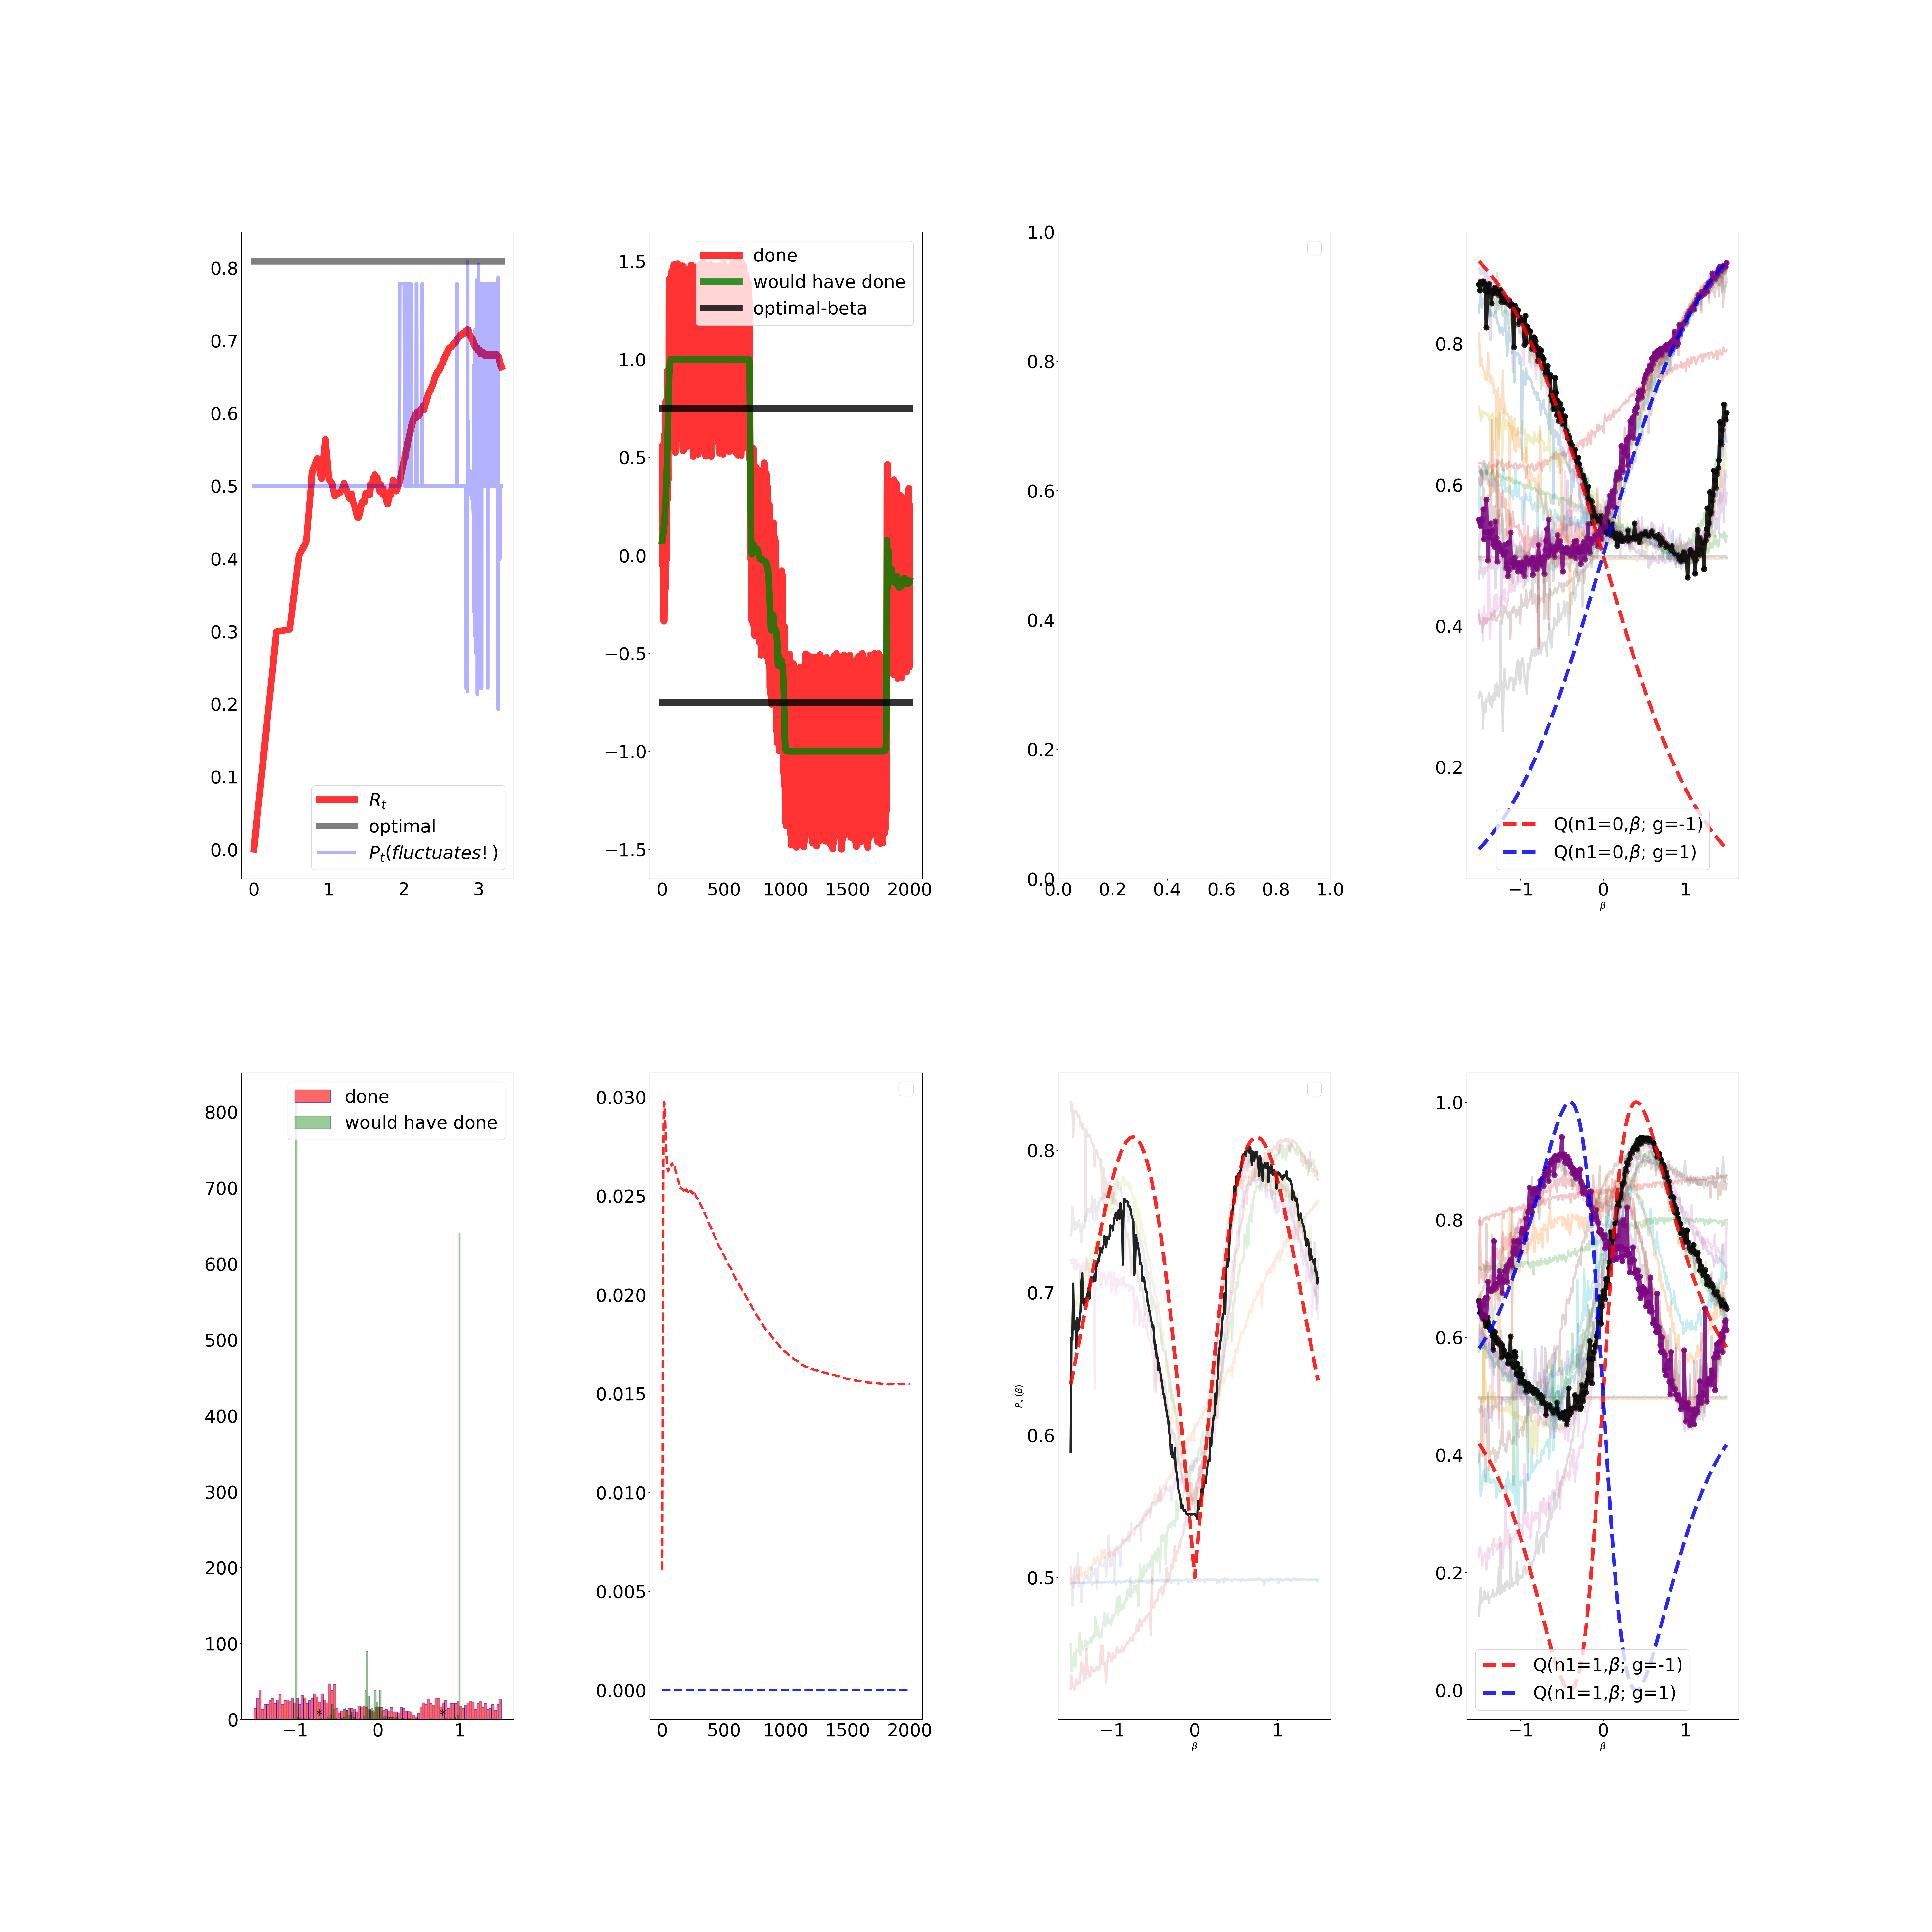 0.8
0.7
0.6
0.5
0.4
0.3
0.2
0.1
0.0
0 1 2 3
R_t
optimal
P_t(fluctuates!)
1.5
1.0
0.5
0.0
−0.5
−1.0
−1.5
0 500 1000 1500 2000
done
would have done
optimal-beta
1.0
0.8
0.6
0.4
0.2
0.0
0.0 0.2 0.4 0.6 0.8 1.0
0.8
0.6
0.4
0.2
−1 0 1
β
Q(n1=0,β; g=-1)
Q(n1=0,β; g=1)
800
700
600
500
400
300
200
100
0
−1 0 1
done
would have done
* *
0.030
0.025
0.020
0.015
0.010
0.005
0.000
0 500 1000 1500 2000
P_s (β)
0.8
0.7
0.6
0.5
−1 0 1
β
1.0
0.8
0.6
0.4
0.2
0.0
−1 0 1
β
Q(n1=1,β; g=-1)
Q(n1=1,β; g=1)